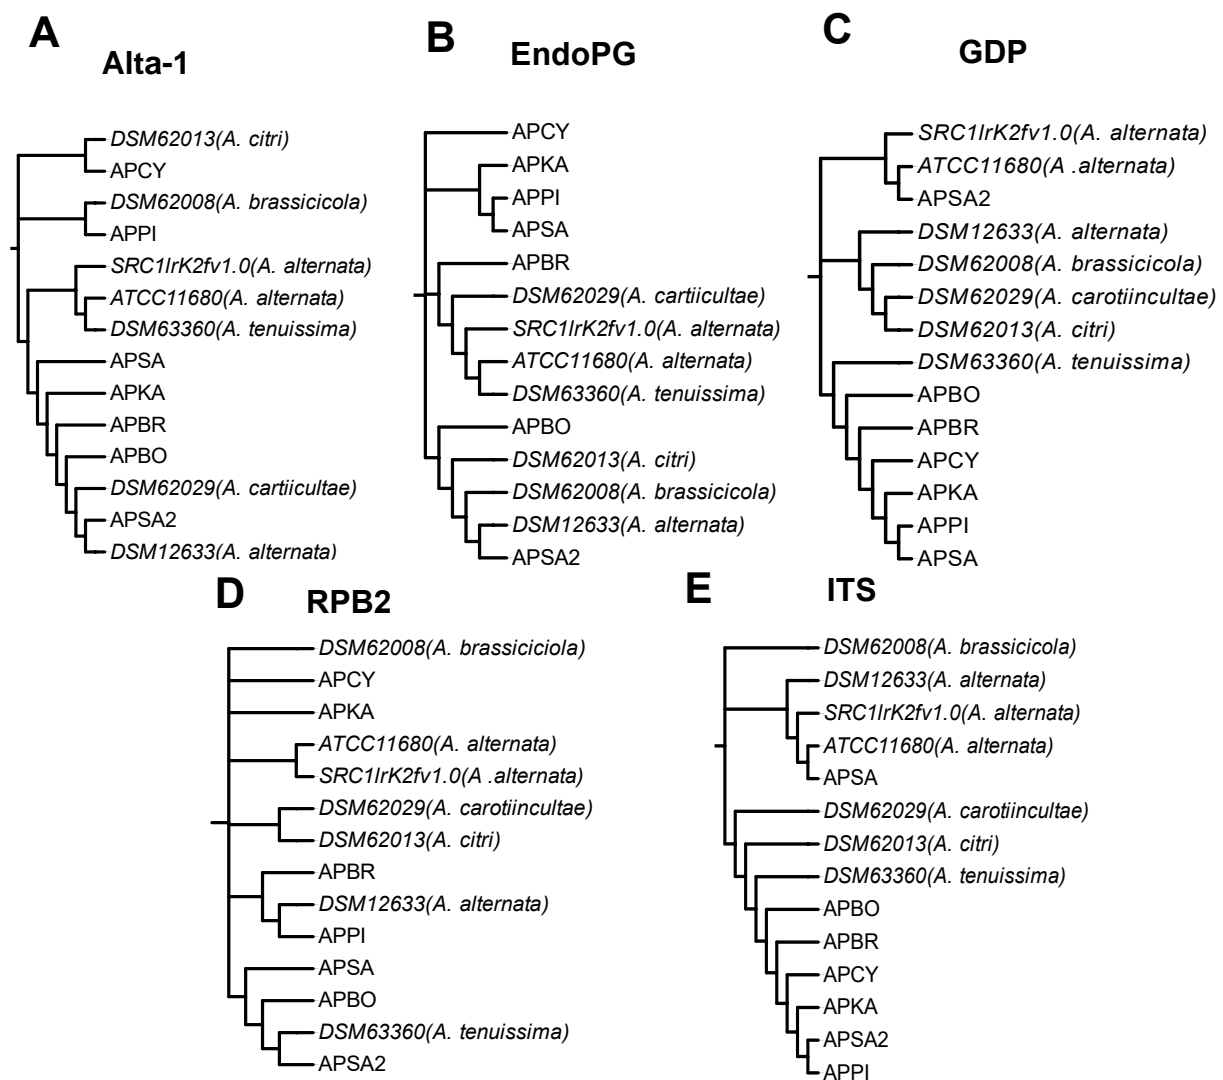 A
Alta-1
DSM62013(A. citri)
APCY
DSM62008(A. brassicicola)
APPI
SRC1lrK2fv1.0(A. alternata)
ATCC11680(A. alternata)
DSM63360(A. tenuissima)
APSA
APKA
APBR
APBO
DSM62029(A. cartiicultae)
APSA2
DSM12633(A. alternata)
B
EndoPG
APCY
APKA
APPI
APSA
APBR
DSM62029(A. cartiicultae)
SRC1lrK2fv1.0(A. alternata)
ATCC11680(A. alternata)
DSM63360(A. tenuissima)
APBO
DSM62013(A. citri)
DSM62008(A. brassicicola)
DSM12633(A. alternata)
APSA2
C
GDP
SRC1lrK2fv1.0(A. alternata)
ATCC11680(A .alternata)
APSA2
DSM12633(A. alternata)
DSM62008(A. brassicicola)
DSM62029(A. carotiincultae)
DSM62013(A. citri)
DSM63360(A. tenuissima)
APBO
APBR
APCY
APKA
APPI
APSA
D
RPB2
DSM62008(A. brassiciciola)
APCY
APKA
ATCC11680(A. alternata)
SRC1lrK2fv1.0(A .alternata)
DSM62029(A. carotiincultae)
DSM62013(A. citri)
APBR
DSM12633(A. alternata)
APPI
APSA
APBO
DSM63360(A. tenuissima)
APSA2
E
ITS
DSM62008(A. brassicicola)
DSM12633(A. alternata)
SRC1lrK2fv1.0(A. alternata)
ATCC11680(A. alternata)
APSA
DSM62029(A. carotiincultae)
DSM62013(A. citri)
DSM63360(A. tenuissima)
APBO
APBR
APCY
APKA
APSA2
APPI